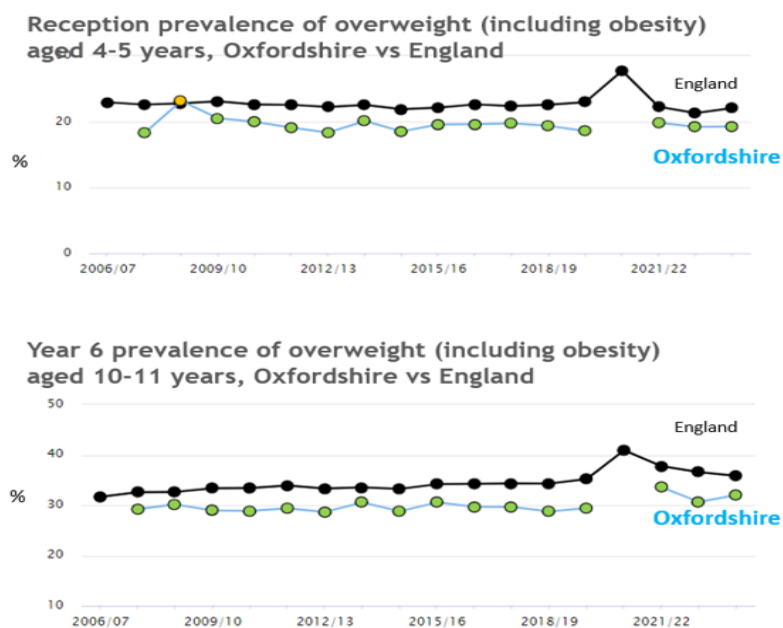 Reception prevalence of overweight (including obesity)
aged 4-5 years, Oxfordshire vs England
30
England
20
Oxfordshire
%
10
0
2006/07 2009/10 2012/13 2015/16 2018/19 2021/22
Year 6 prevalence of overweight (including obesity)
aged 10-11 years, Oxfordshire vs England
50
England
40
%
30
Oxfordshire
20
10
2006/07 2009/10 2012/13 2015/16 2018/19 2021/22